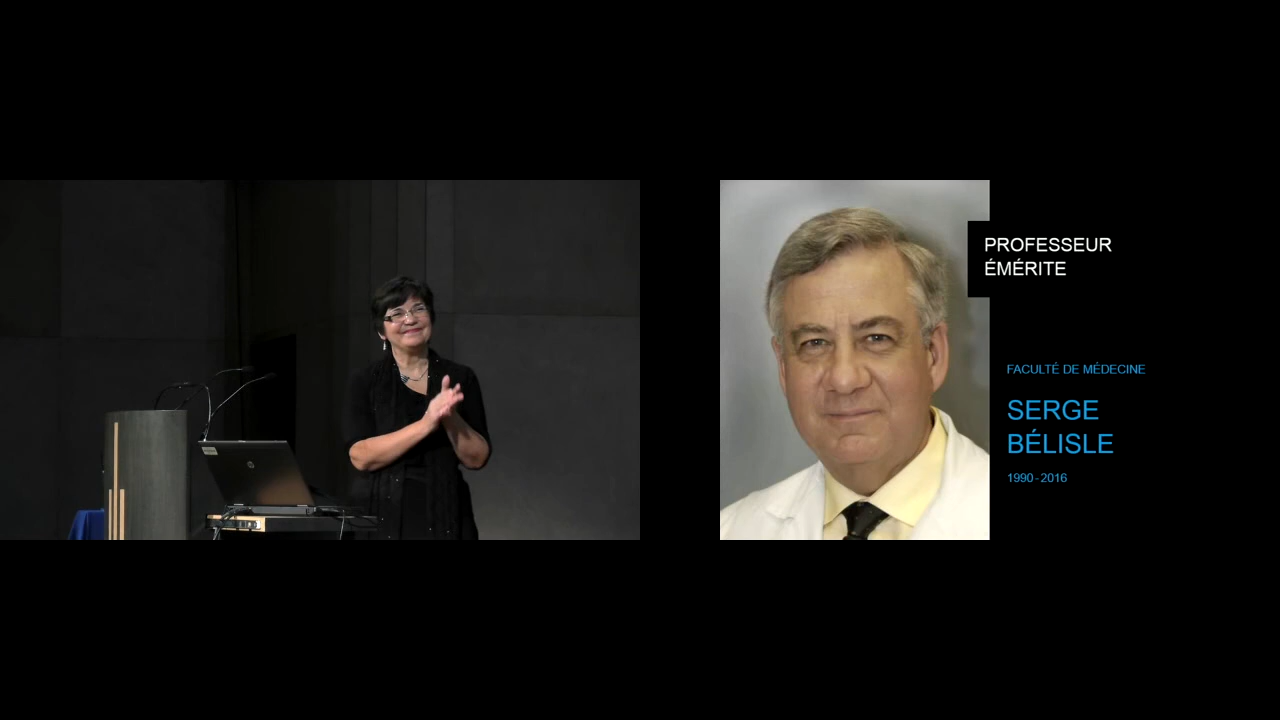 PROFESSEUR
ÉMÉRITE
FACULTÉ DE MÉDECINE
SERGE
BÉLISLE
1990-2016